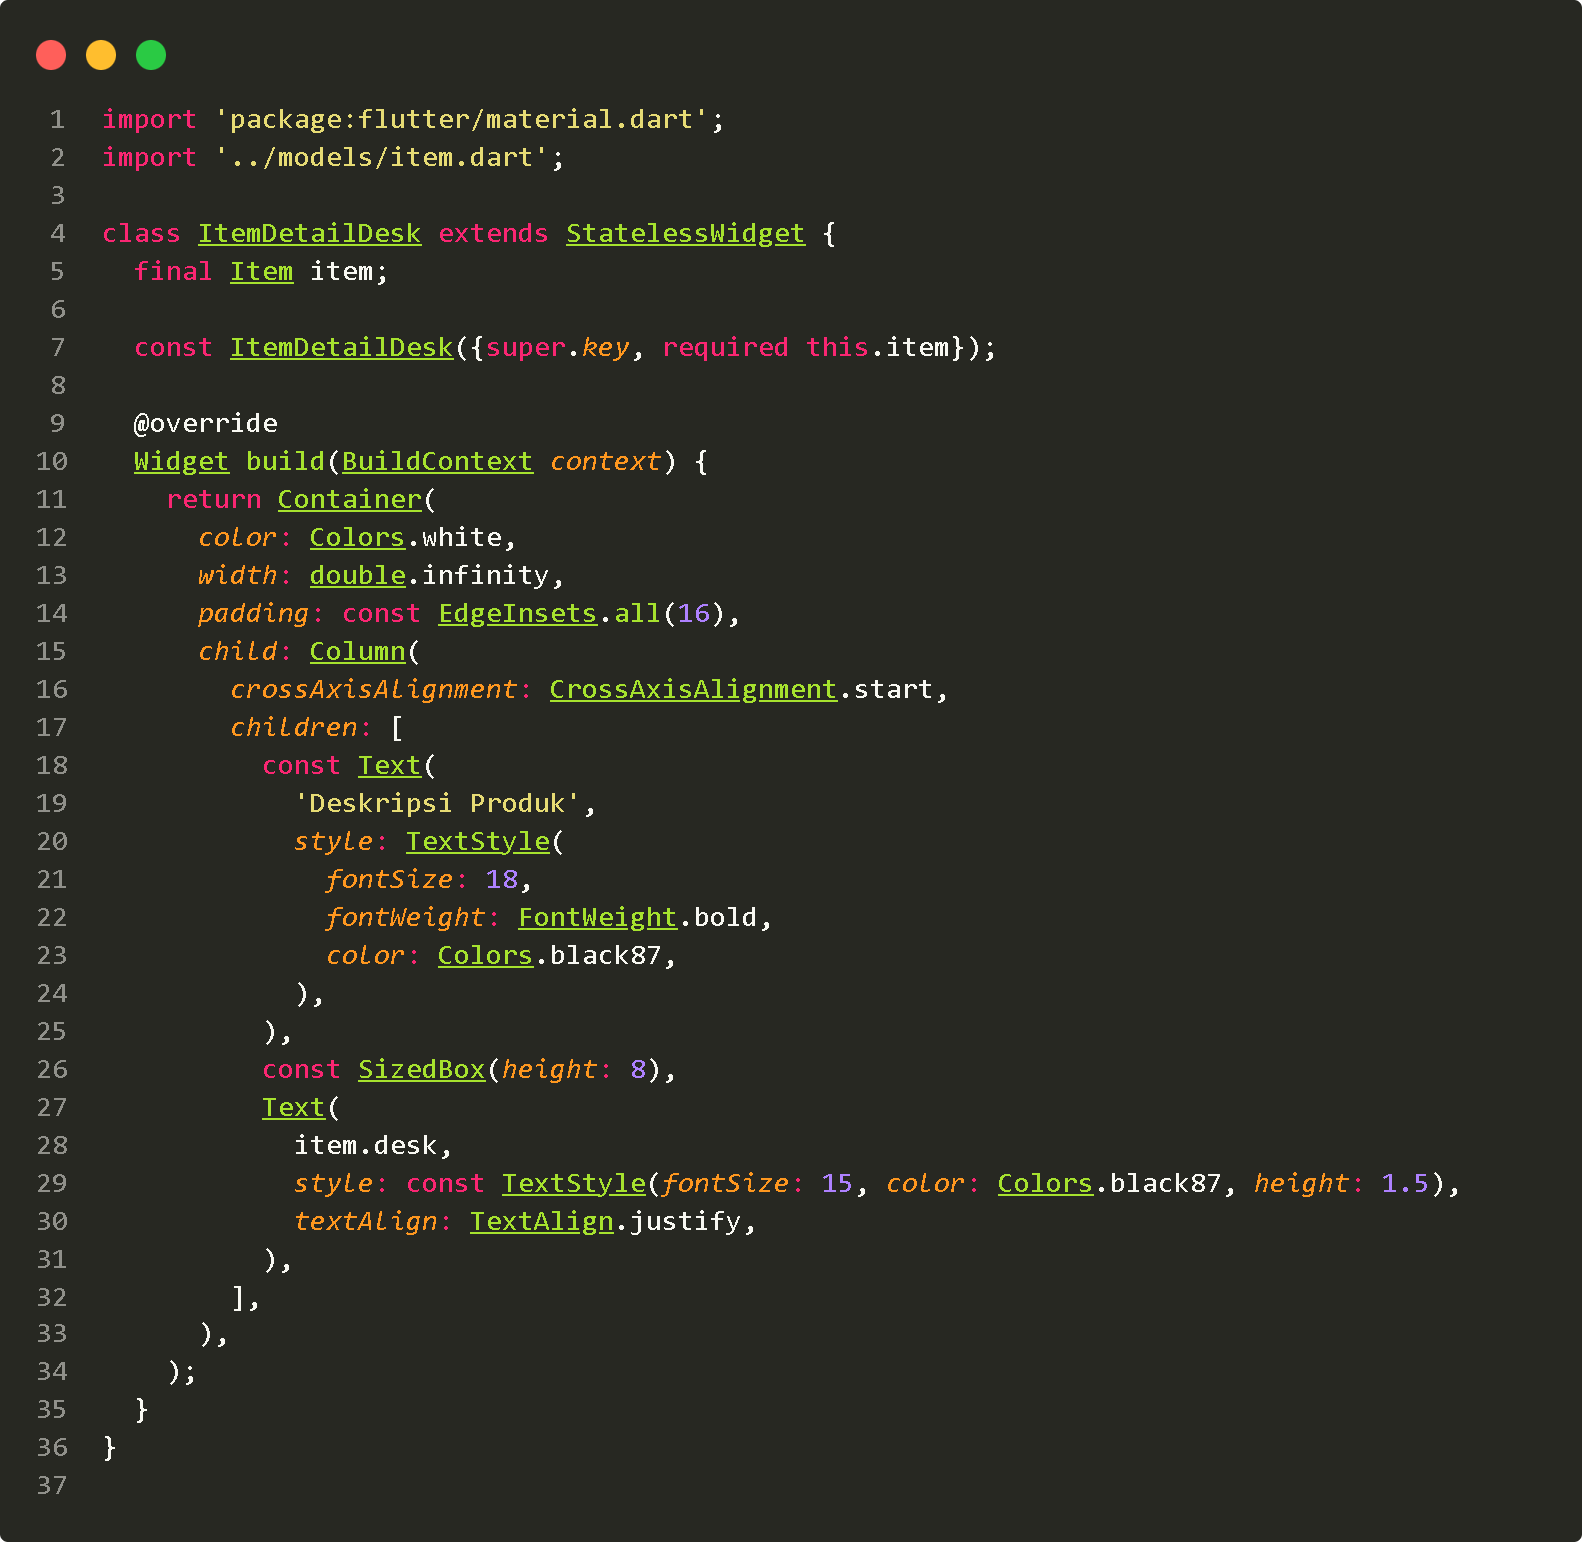 1 import 'package:flutter/material.dart';
2 import '../models/item.dart';
3
4 class ItemDetailDesk extends StatelessWidget {
5   final Item item;
6
7   const ItemDetailDesk({super.key, required this.item});
8
9   @override
10   Widget build(BuildContext context) {
11     return Container(
12       color: Colors.white,
13       width: double.infinity,
14       padding: const EdgeInsets.all(16),
15       child: Column(
16         crossAxisAlignment: CrossAxisAlignment.start,
17         children: [
18           const Text(
19             'Deskripsi Produk',
20             style: TextStyle(
21               fontSize: 18,
22               fontWeight: FontWeight.bold,
23               color: Colors.black87,
24             ),
25           ),
26           const SizedBox(height: 8),
27           Text(
28             item.desk,
29             style: const TextStyle(fontSize: 15, color: Colors.black87, height: 1.5),
30             textAlign: TextAlign.justify,
31           ),
32         ],
33       ),
34     );
35   }
36 }
37